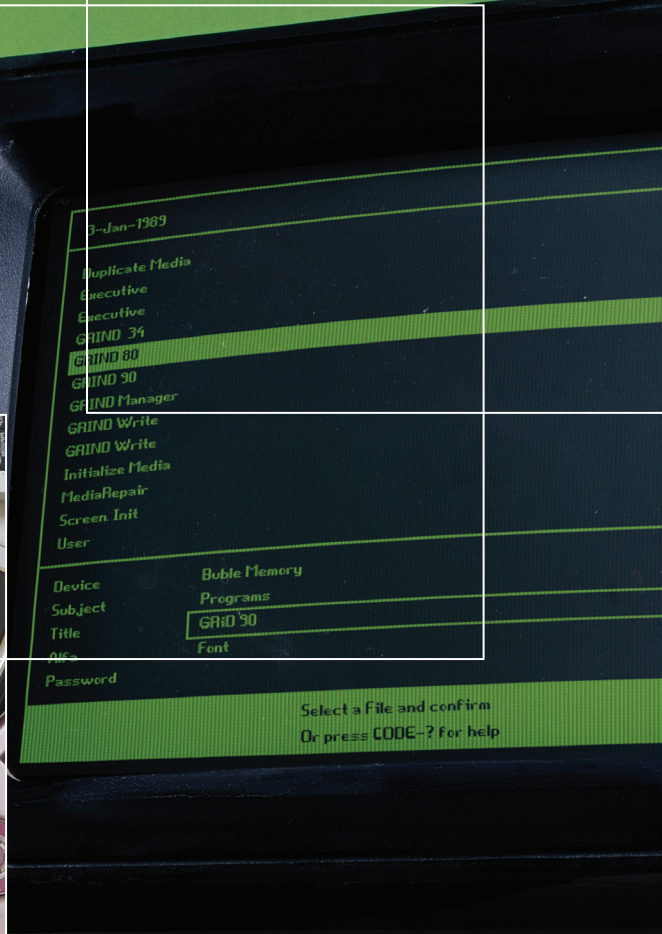 3-Jan-1989
Duplicate Media
Executive
Executive
GRIND 34
GRIND 80
GRIND 90
GRIND Manager
GRIND Write
GRIND Write
Initialize Media
MediaRepair
Screen. Init
User
Device Buble Memory
Subject Programs
Title GRiD '90
Alfa Font
Password
Select a File and confirm
Or press CODE-? for help